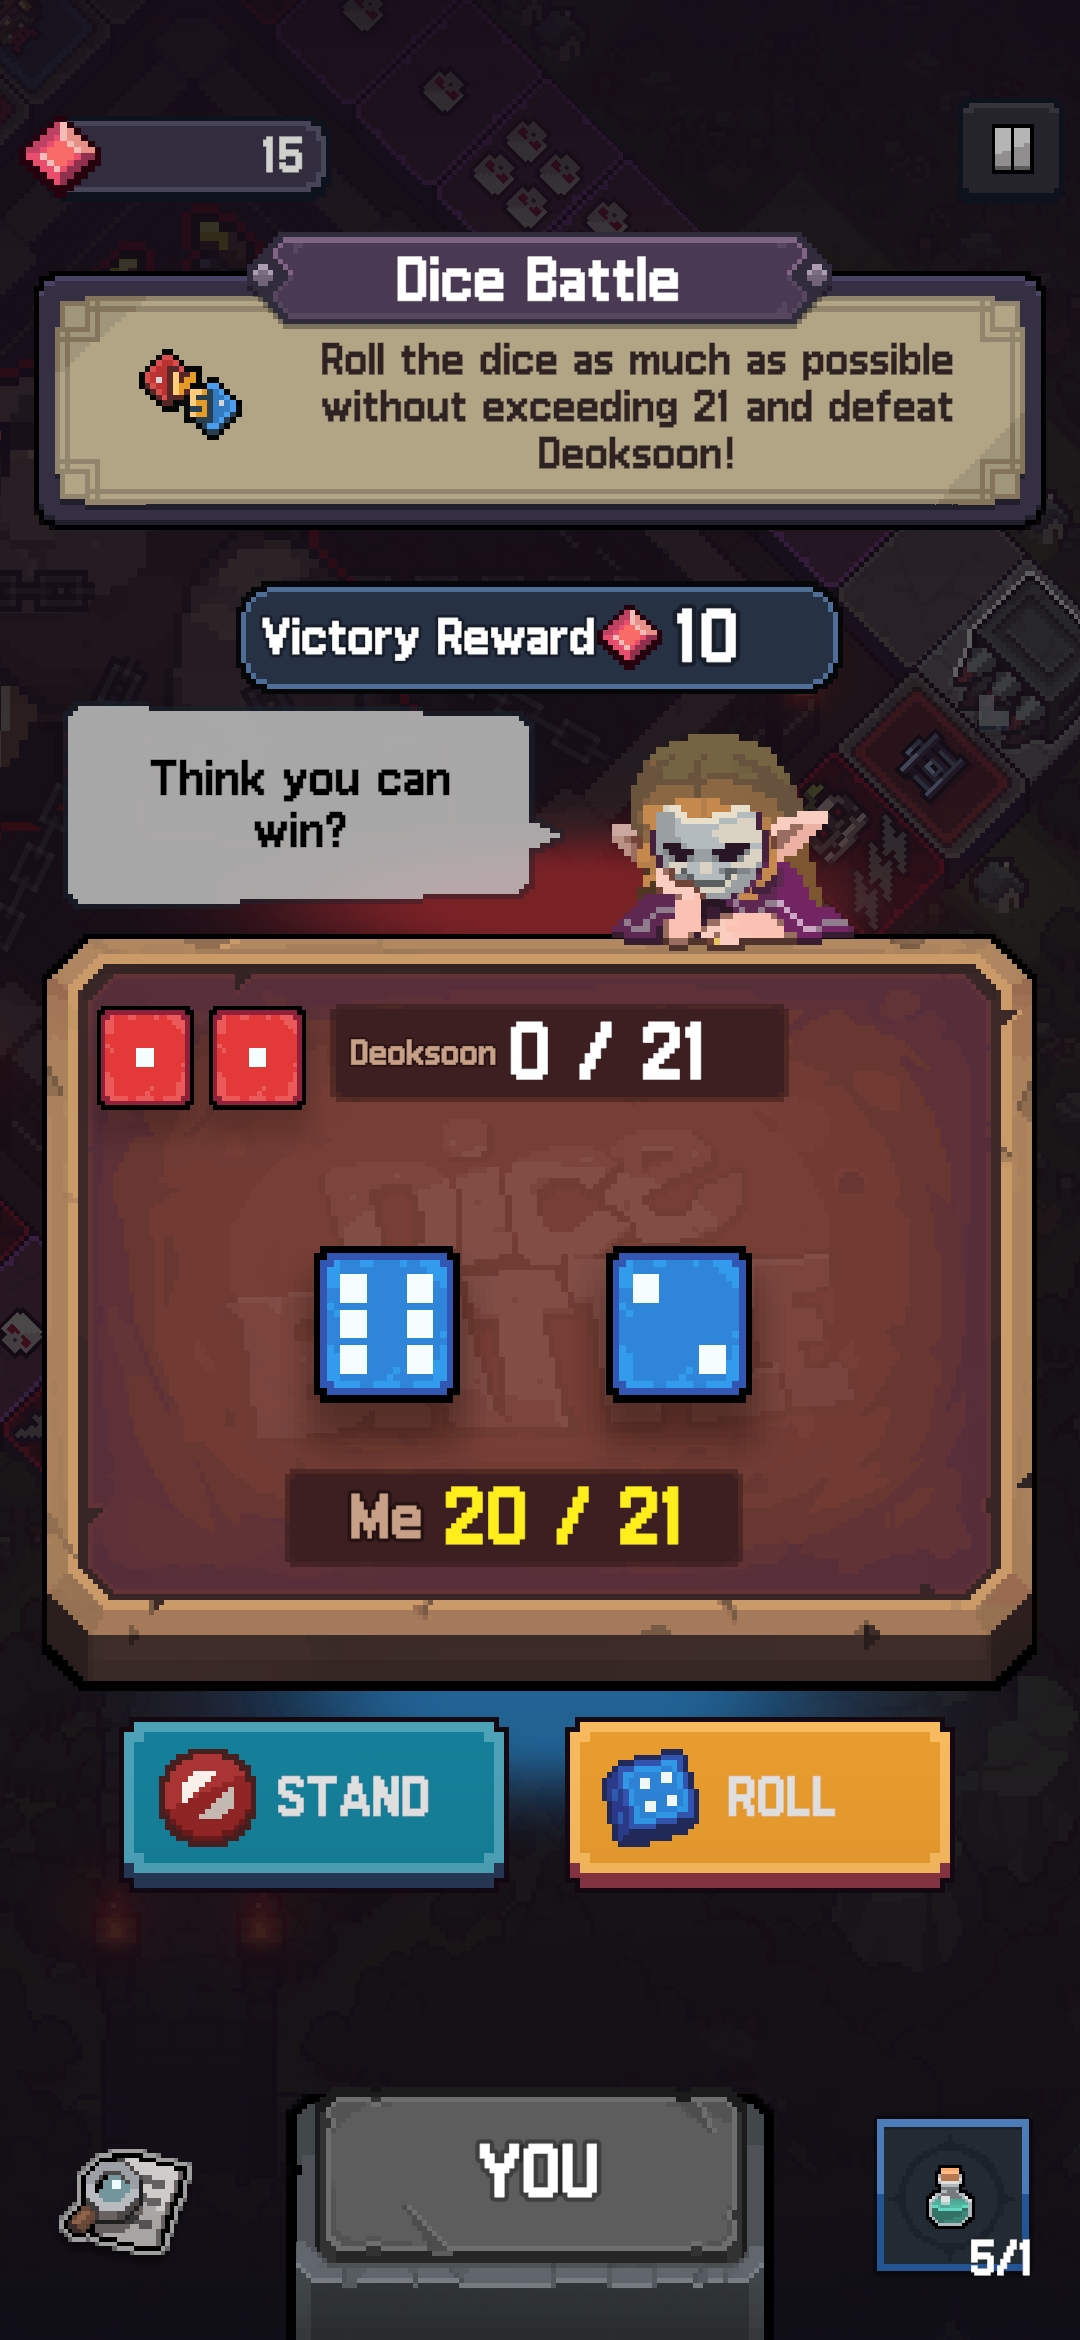 15
Dice Battle
Roll the dice as much as possible
without exceeding 21 and defeat
Deoksoon!
Victory Reward 10
Think you can
win?
Deoksoon 0 / 21
Dice
Me 20 / 21
STAND
ROLL
YOU
5/1